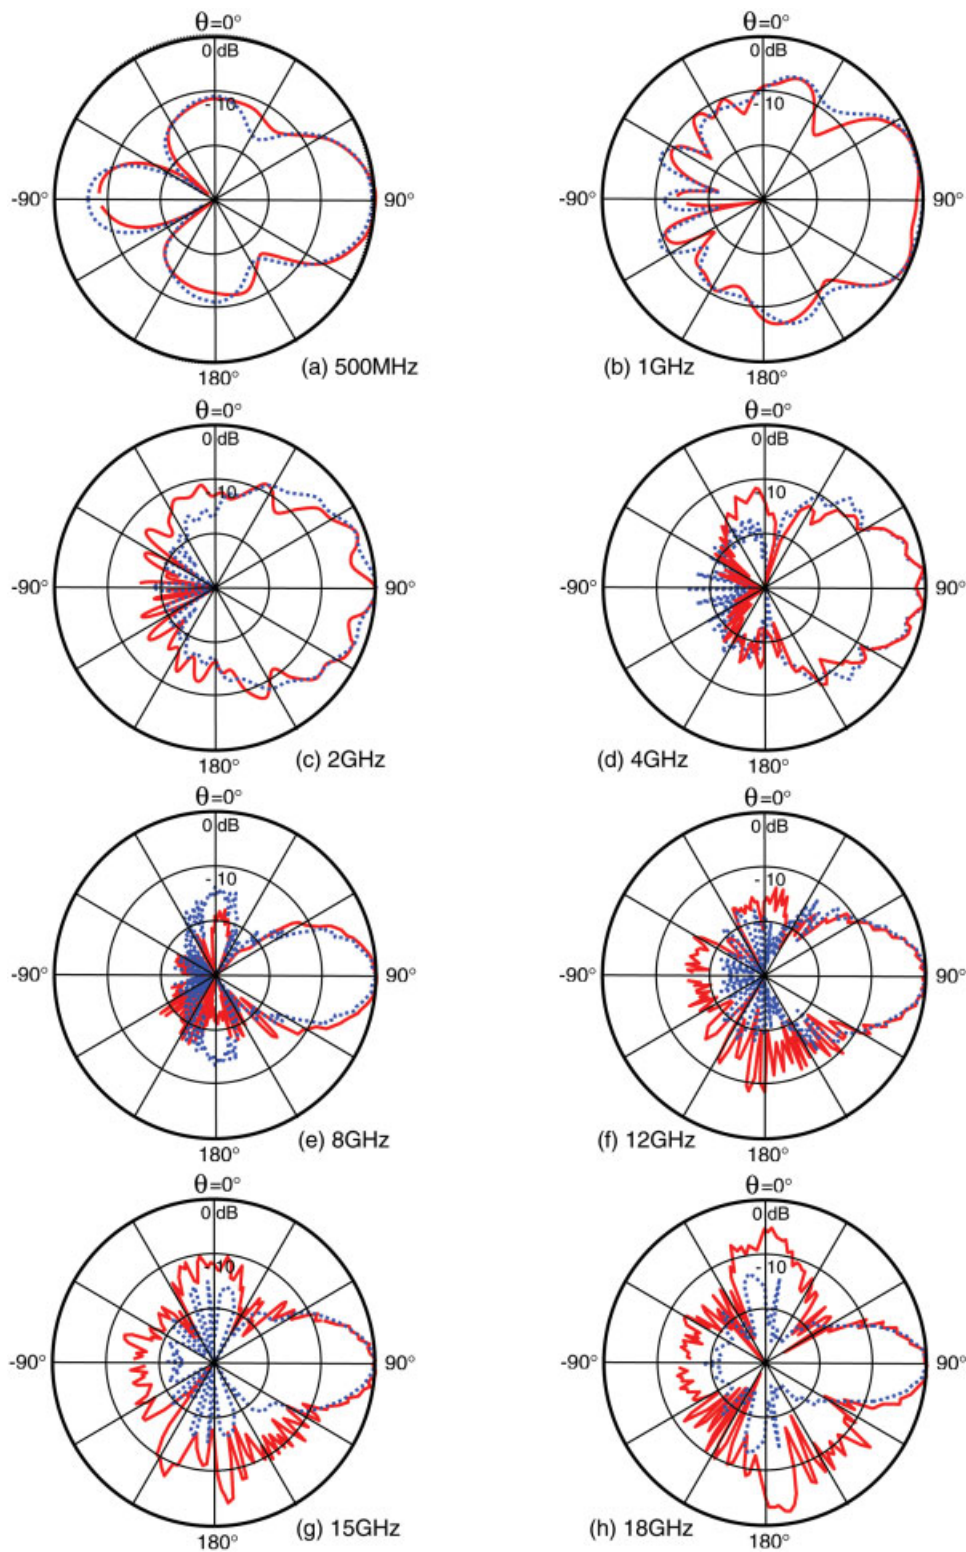 θ=0° θ=0°
0 dB 0 dB
-10 -10
-90° 90° -90° 90°
(a) 500MHz (b) 1GHz
180° 180°
θ=0° θ=0°
0 dB 0 dB
-10 -10
-90° 90° -90° 90°
(c) 2GHz (d) 4GHz
180° 180°
θ=0° θ=0°
0 dB 0 dB
-10 -10
-90° 90° -90° 90°
(e) 8GHz (f) 12GHz
180° 180°
θ=0° θ=0°
0 dB 0 dB
-10 -10
-90° 90° -90° 90°
(g) 15GHz (h) 18GHz
180° 180°